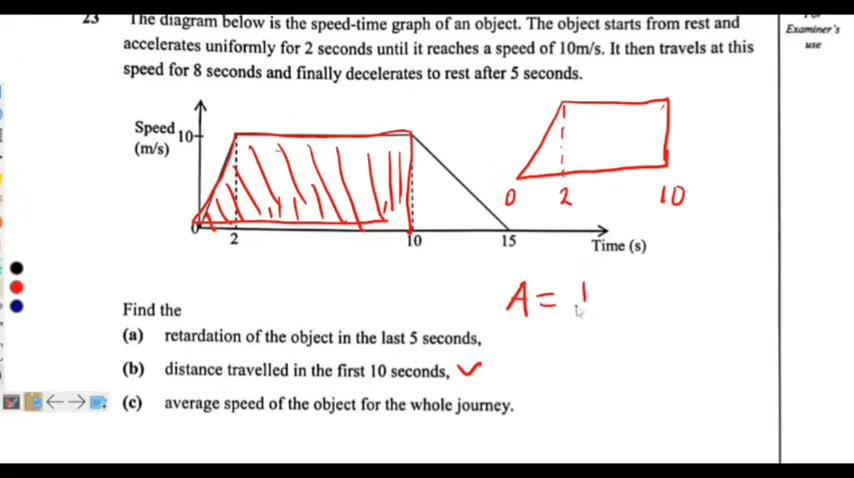 23 The diagram below is the speed-time graph of an object. The object starts from rest and
accelerates uniformly for 2 seconds until it reaches a speed of 10m/s. It then travels at this
speed for 8 seconds and finally decelerates to rest after 5 seconds.
For
Examiner's
use
Speed 10
(m/s)
0
2
10
15
Time (s)
0 2 10
A =
Find the
(a) retardation of the object in the last 5 seconds,
(b) distance travelled in the first 10 seconds,
(c) average speed of the object for the whole journey.